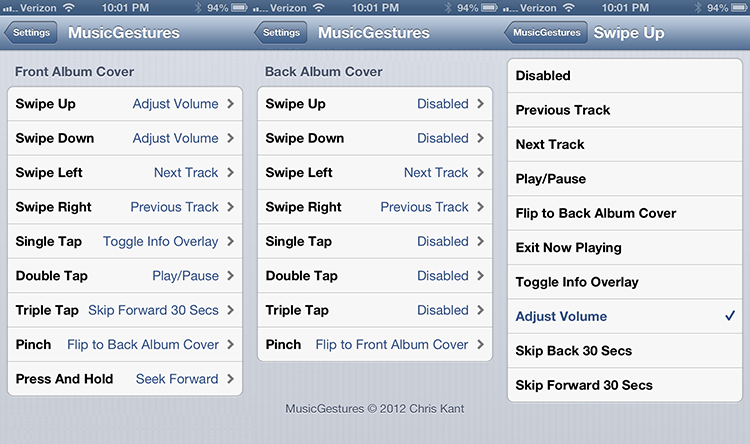 Verizon 10:01 PM 94%
Settings MusicGestures
Front Album Cover
Swipe Up Adjust Volume
Swipe Down Adjust Volume
Swipe Left Next Track
Swipe Right Previous Track
Single Tap Toggle Info Overlay
Double Tap Play/Pause
Triple Tap Skip Forward 30 Secs
Pinch Flip to Back Album Cover
Press And Hold Seek Forward
Verizon 10:01 PM 94%
Settings MusicGestures
Back Album Cover
Swipe Up Disabled
Swipe Down Disabled
Swipe Left Next Track
Swipe Right Previous Track
Single Tap Disabled
Double Tap Disabled
Triple Tap Disabled
Pinch Flip to Front Album Cover
MusicGestures © 2012 Chris Kant
Verizon 10:01 PM 94%
MusicGestures Swipe Up
Disabled
Previous Track
Next Track
Play/Pause
Flip to Back Album Cover
Exit Now Playing
Toggle Info Overlay
Adjust Volume
Skip Back 30 Secs
Skip Forward 30 Secs